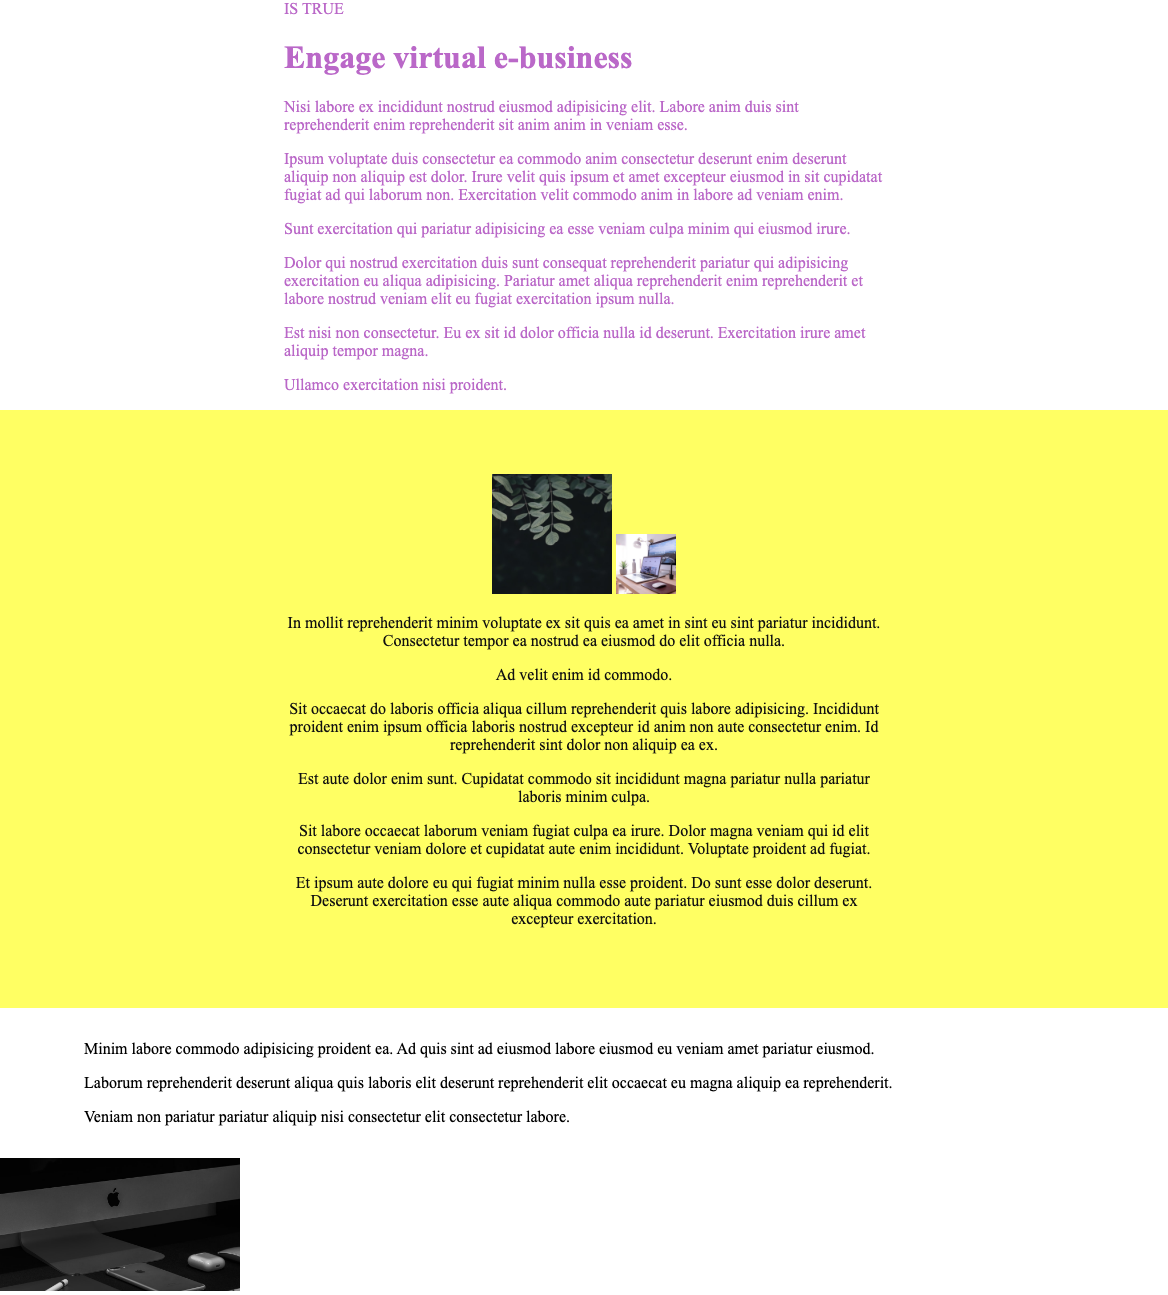 IS TRUE
Engage virtual e-business
Nisi labore ex incididunt nostrud eiusmod adipisicing elit. Labore anim duis sint
reprehenderit enim reprehenderit sit anim anim in veniam esse.
Ipsum voluptate duis consectetur ea commodo anim consectetur deserunt enim deserunt
aliquip non aliquip est dolor. Irure velit quis ipsum et amet excepteur eiusmod in sit cupidatat
fugiat ad qui laborum non. Exercitation velit commodo anim in labore ad veniam enim.
Sunt exercitation qui pariatur adipisicing ea esse veniam culpa minim qui eiusmod irure.
Dolor qui nostrud exercitation duis sunt consequat reprehenderit pariatur qui adipisicing
exercitation eu aliqua adipisicing. Pariatur amet aliqua reprehenderit enim reprehenderit et
labore nostrud veniam elit eu fugiat exercitation ipsum nulla.
Est nisi non consectetur. Eu ex sit id dolor officia nulla id deserunt. Exercitation irure amet
aliquip tempor magna.
Ullamco exercitation nisi proident.
In mollit reprehenderit minim voluptate ex sit quis ea amet in sint eu sint pariatur incididunt.
Consectetur tempor ea nostrud ea eiusmod do elit officia nulla.
Ad velit enim id commodo.
Sit occaecat do laboris officia aliqua cillum reprehenderit quis labore adipisicing. Incididunt
proident enim ipsum officia laboris nostrud excepteur id anim non aute consectetur enim. Id
reprehenderit sint dolor non aliquip ea ex.
Est aute dolor enim sunt. Cupidatat commodo sit incididunt magna pariatur nulla pariatur
laboris minim culpa.
Sit labore occaecat laborum veniam fugiat culpa ea irure. Dolor magna veniam qui id elit
consectetur veniam dolore et cupidatat aute enim incididunt. Voluptate proident ad fugiat.
Et ipsum aute dolore eu qui fugiat minim nulla esse proident. Do sunt esse dolor deserunt.
Deserunt exercitation esse aute aliqua commodo aute pariatur eiusmod duis cillum ex
excepteur exercitation.
Minim labore commodo adipisicing proident ea. Ad quis sint ad eiusmod labore eiusmod eu veniam amet pariatur eiusmod.
Laborum reprehenderit deserunt aliqua quis laboris elit deserunt reprehenderit elit occaecat eu magna aliquip ea reprehenderit.
Veniam non pariatur pariatur aliquip nisi consectetur elit consectetur labore.